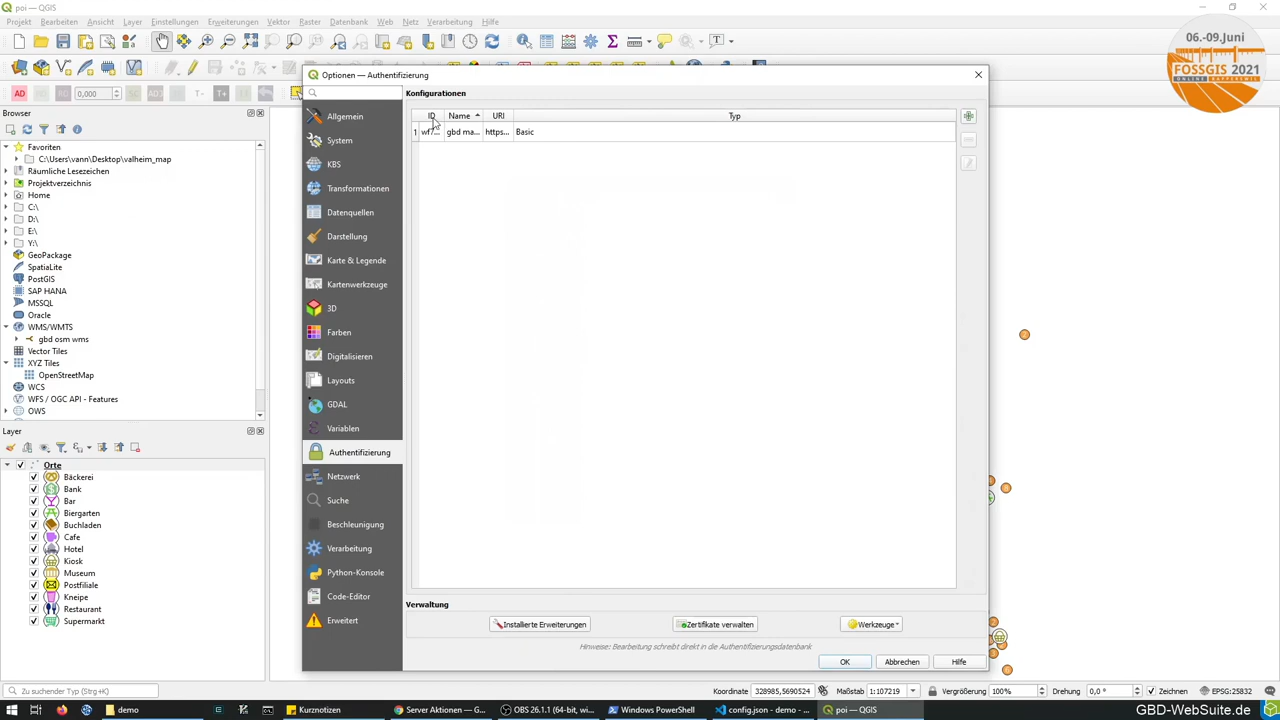 poi — QGIS
Projekt Bearbeiten Ansicht Layer Einstellungen Erweiterungen Vektor Raster Datenbank Web Netz Verarbeitung Hilfe
06.-09.Juni
FOSSGIS 2021
ONLINE RAPPERSWIL
0,000
Optionen — Authentifizierung
Browser
Favoriten
C:\Users\vann\Desktop\valheim_map
Räumliche Lesezeichen
Projektverzeichnis
Home
C:\
D:\
E:\
Y:\
GeoPackage
SpatiaLite
PostGIS
SAP HANA
MSSQL
Oracle
WMS/WMTS
gbd osm wms
Vector Tiles
XYZ Tiles
OpenStreetMap
WCS
WFS / OGC API - Features
OWS
Layer
Orte
Bäckerei
Bank
Bar
Biergarten
Buchladen
Cafe
Hotel
Kiosk
Museum
Postfiliale
Kneipe
Restaurant
Supermarkt
Allgemein
System
KBS
Transformationen
Datenquellen
Darstellung
Karte & Legende
Kartenwerkzeuge
3D
Farben
Digitalisieren
Layouts
GDAL
Variablen
Authentifizierung
Netzwerk
Suche
Beschleunigung
Verarbeitung
Python-Konsole
Code-Editor
Erweitert
Konfigurationen
ID Name URI Typ
1 wf7... gbd ma... https... Basic
Verwaltung
Installierte Erweiterungen Zertifikate verwalten Werkzeuge
Hinweise: Bearbeitung schreibt direkt in die Authentifizierungsdatenbank
OK Abbrechen Hilfe
Zu suchender Typ (Strg+K) Koordinate 328985,5690524 Maßstab 1:107219 Vergrößerung 100% Drehung 0,0 ° Zeichnen EPSG:25832
demo Kurznotizen Server Aktionen — G... OBS 26.1.1 (64-bit, wi... Windows PowerShell config.json - demo - ... poi — QGIS
GBD-WebSuite.de